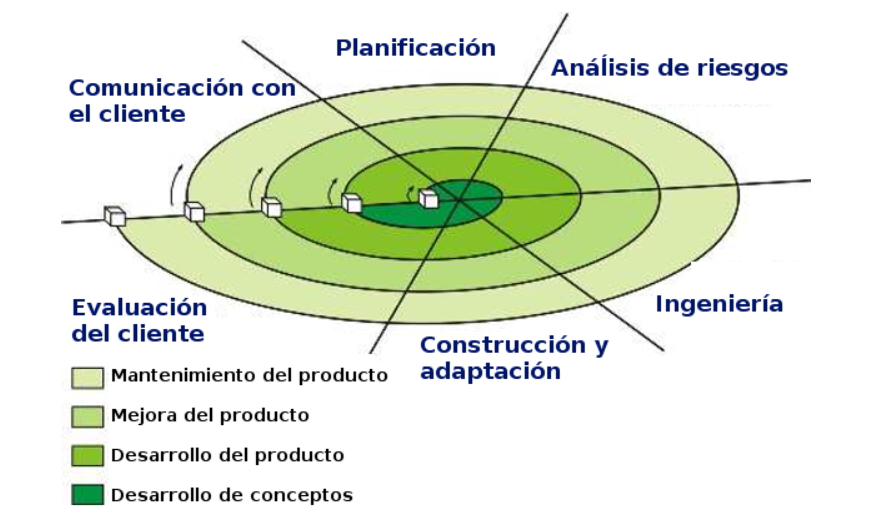 Planificación
AnáÍisis de riesgos
Comunicación con
el cliente
Ingeniería
Evaluación
del cliente
Construcción y
adaptación
Mantenimiento del producto
Mejora del producto
Desarrollo del producto
Desarrollo de conceptos